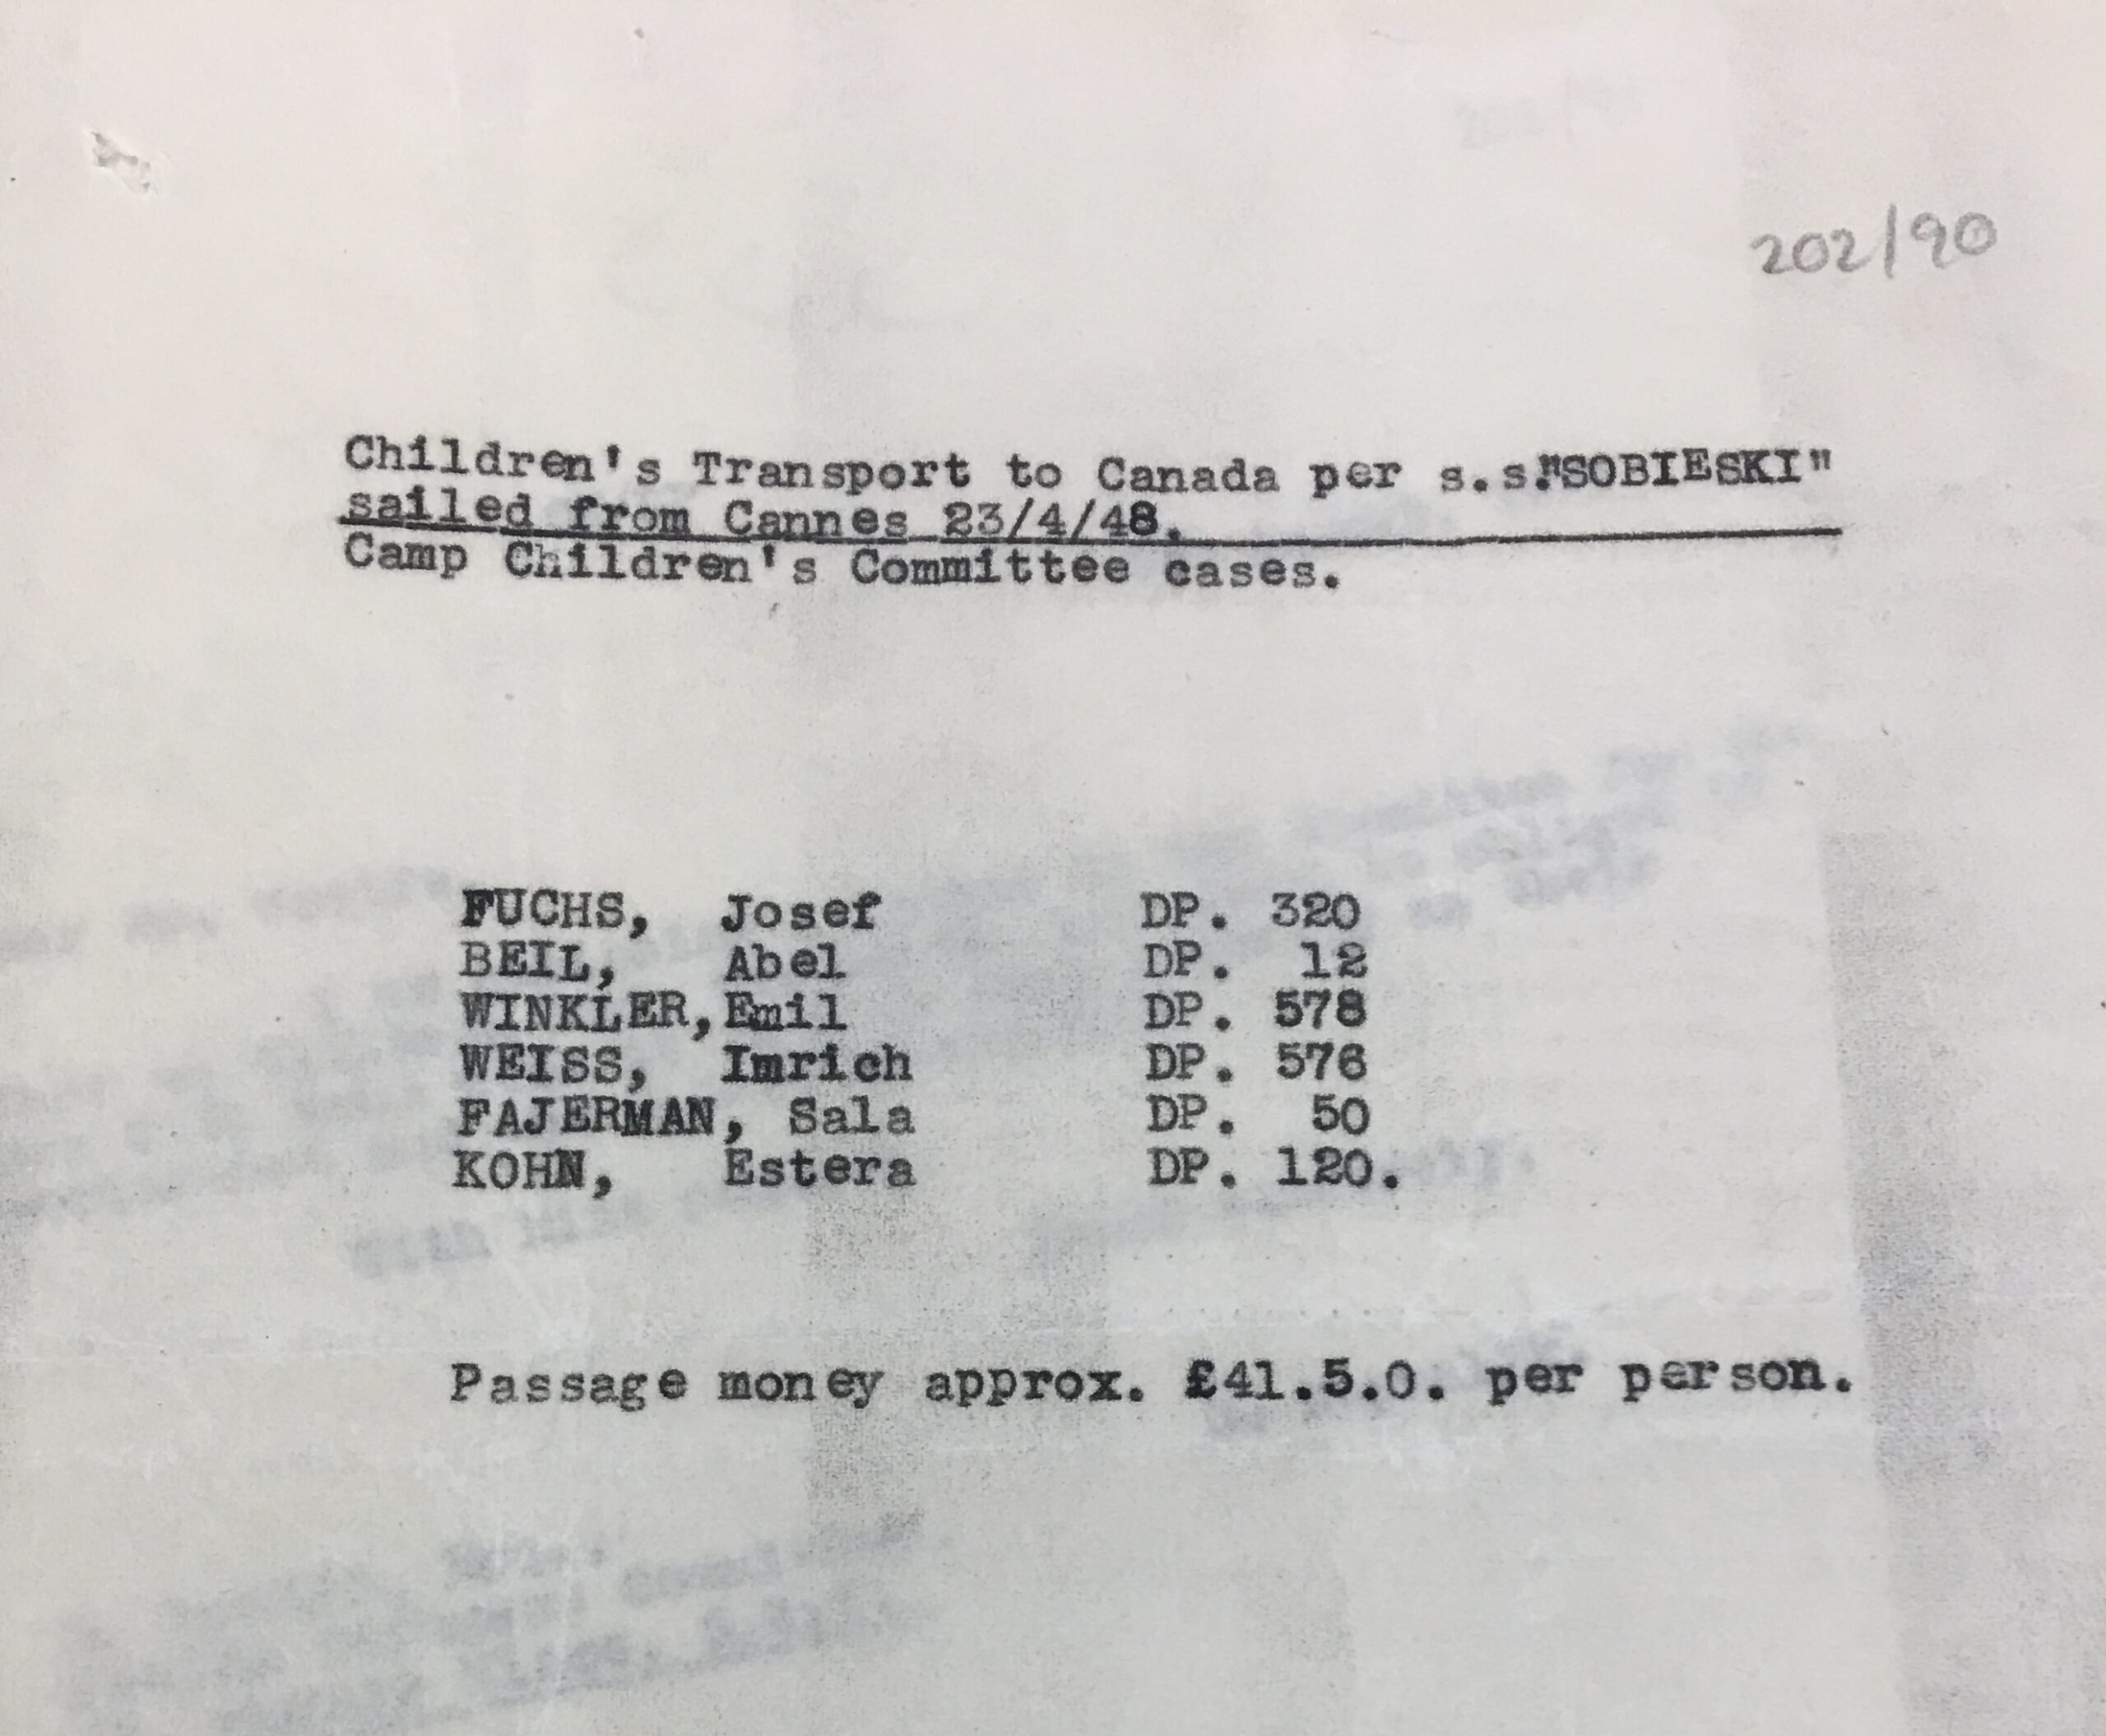 202/90
Children's Transport to Canada per s.s."SOBIESKI"
sailed from Cannes 23/4/48.
Camp Children's Committee cases.
FUCHS, Josef DP. 320
BEIL, Abel DP. 12
WINKLER, Emil DP. 578
WEISS, Imrich DP. 576
FAJERMAN, Sala DP. 50
KOHN, Estera DP. 120.
Passage money approx. £41.5.0. per person.